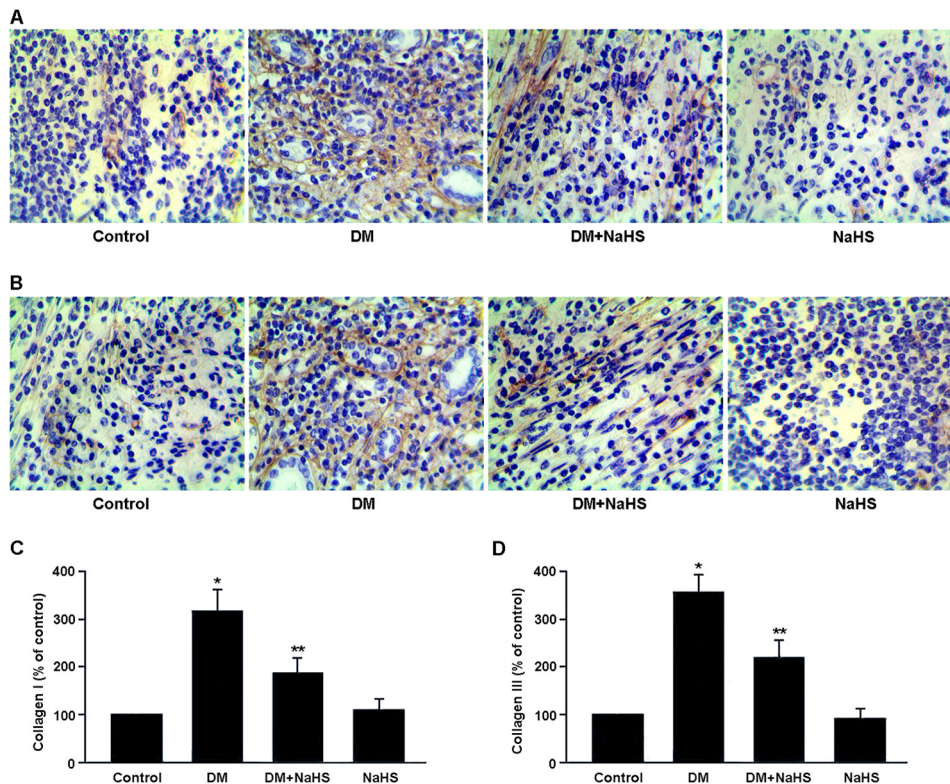 A
Control DM DM+NaHS NaHS
B
Control DM DM+NaHS NaHS
C
Collagen I (% of control)
400
300
200
100
0
*
**
Control DM DM+NaHS NaHS
D
Collagen III (% of control)
400
300
200
100
0
*
**
Control DM DM+NaHS NaHS